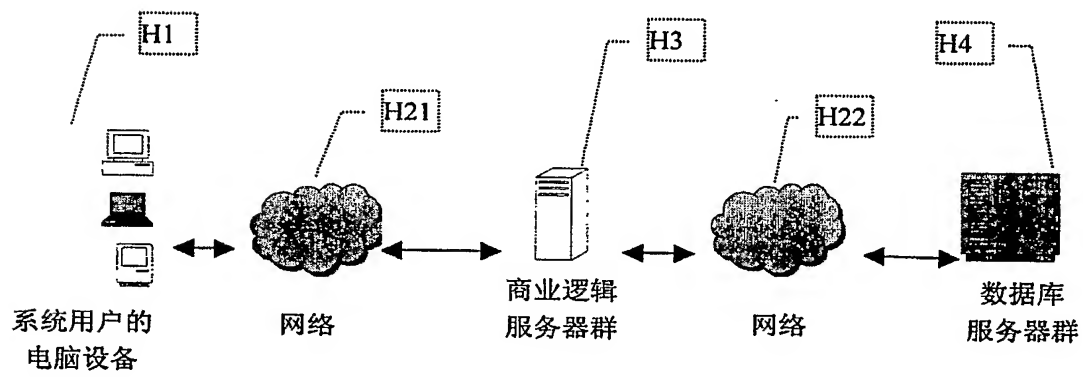 H1
H3
H4
H21
H22
系统用户的
电脑设备
网络
商业逻辑
服务器群
网络
数据库
服务器群